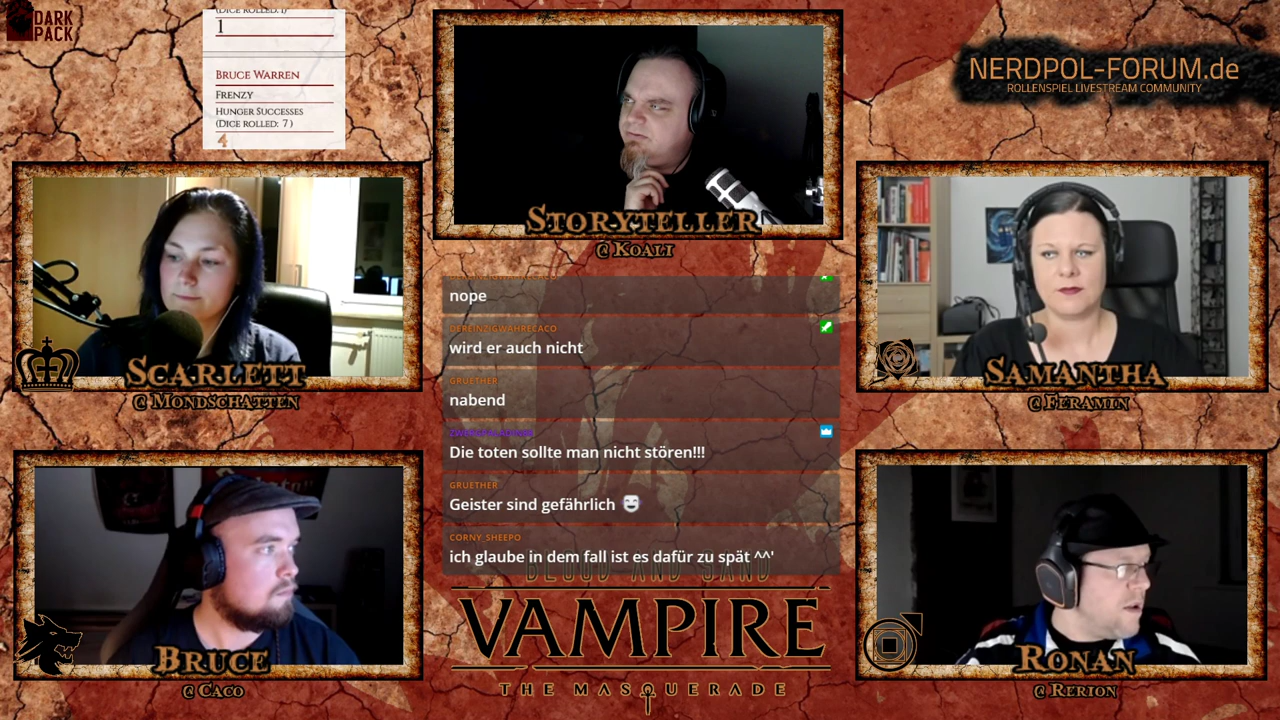 DARK
PACK
(DICE ROLLED: 1)
1
BRUCE WARREN
FRENZY
HUNGER SUCCESSES
(DICE ROLLED: 7 )
4
NERDPOL-FORUM.de
ROLLENSPIEL LIVESTREAM COMMUNITY
STORYTELLER
@ KOALI
SCARLETT
@ MONDSCHATTEN
SAMANTHA
@ FERAMIN
nope
DEREINZIGWAHRECACO
wird er auch nicht
GRUETHER
nabend
Die toten sollte man nicht stören!!!
GRUETHER
Geister sind gefährlich
CORNY_SHEEPO
ich glaube in dem fall ist es dafür zu spät ^^'
BLOOD AND SAND
VAMPIRE
THE MASQUERADE
BRUCE
@ CACO
RONAN
@ RERION